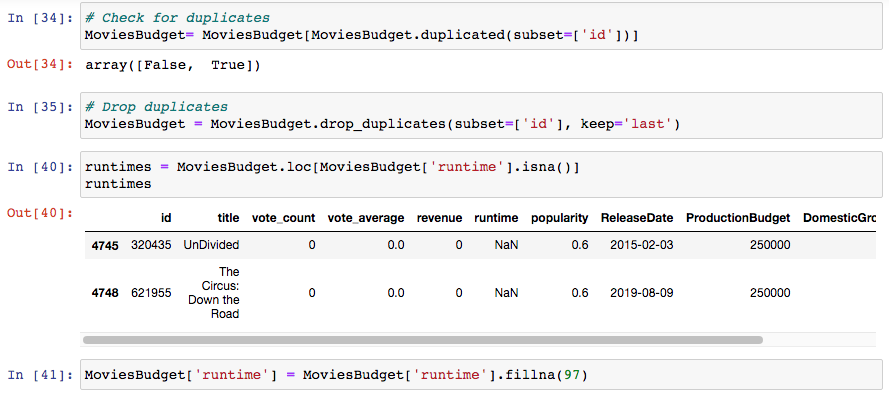 In [34]: # Check for duplicates
MoviesBudget= MoviesBudget[MoviesBudget.duplicated(subset=['id'])]
Out[34]: array([False,  True])
In [35]: # Drop duplicates
MoviesBudget = MoviesBudget.drop_duplicates(subset=['id'], keep='last')
In [40]: runtimes = MoviesBudget.loc[MoviesBudget['runtime'].isna()]
runtimes
Out[40]:
id title vote_count vote_average revenue runtime popularity ReleaseDate ProductionBudget DomesticGro
4745 320435 UnDivided 0 0.0 0 NaN 0.6 2015-02-03 250000
The
Circus:
4748 621955 Down the 0 0.0 0 NaN 0.6 2019-08-09 250000
Road
In [41]: MoviesBudget['runtime'] = MoviesBudget['runtime'].fillna(97)